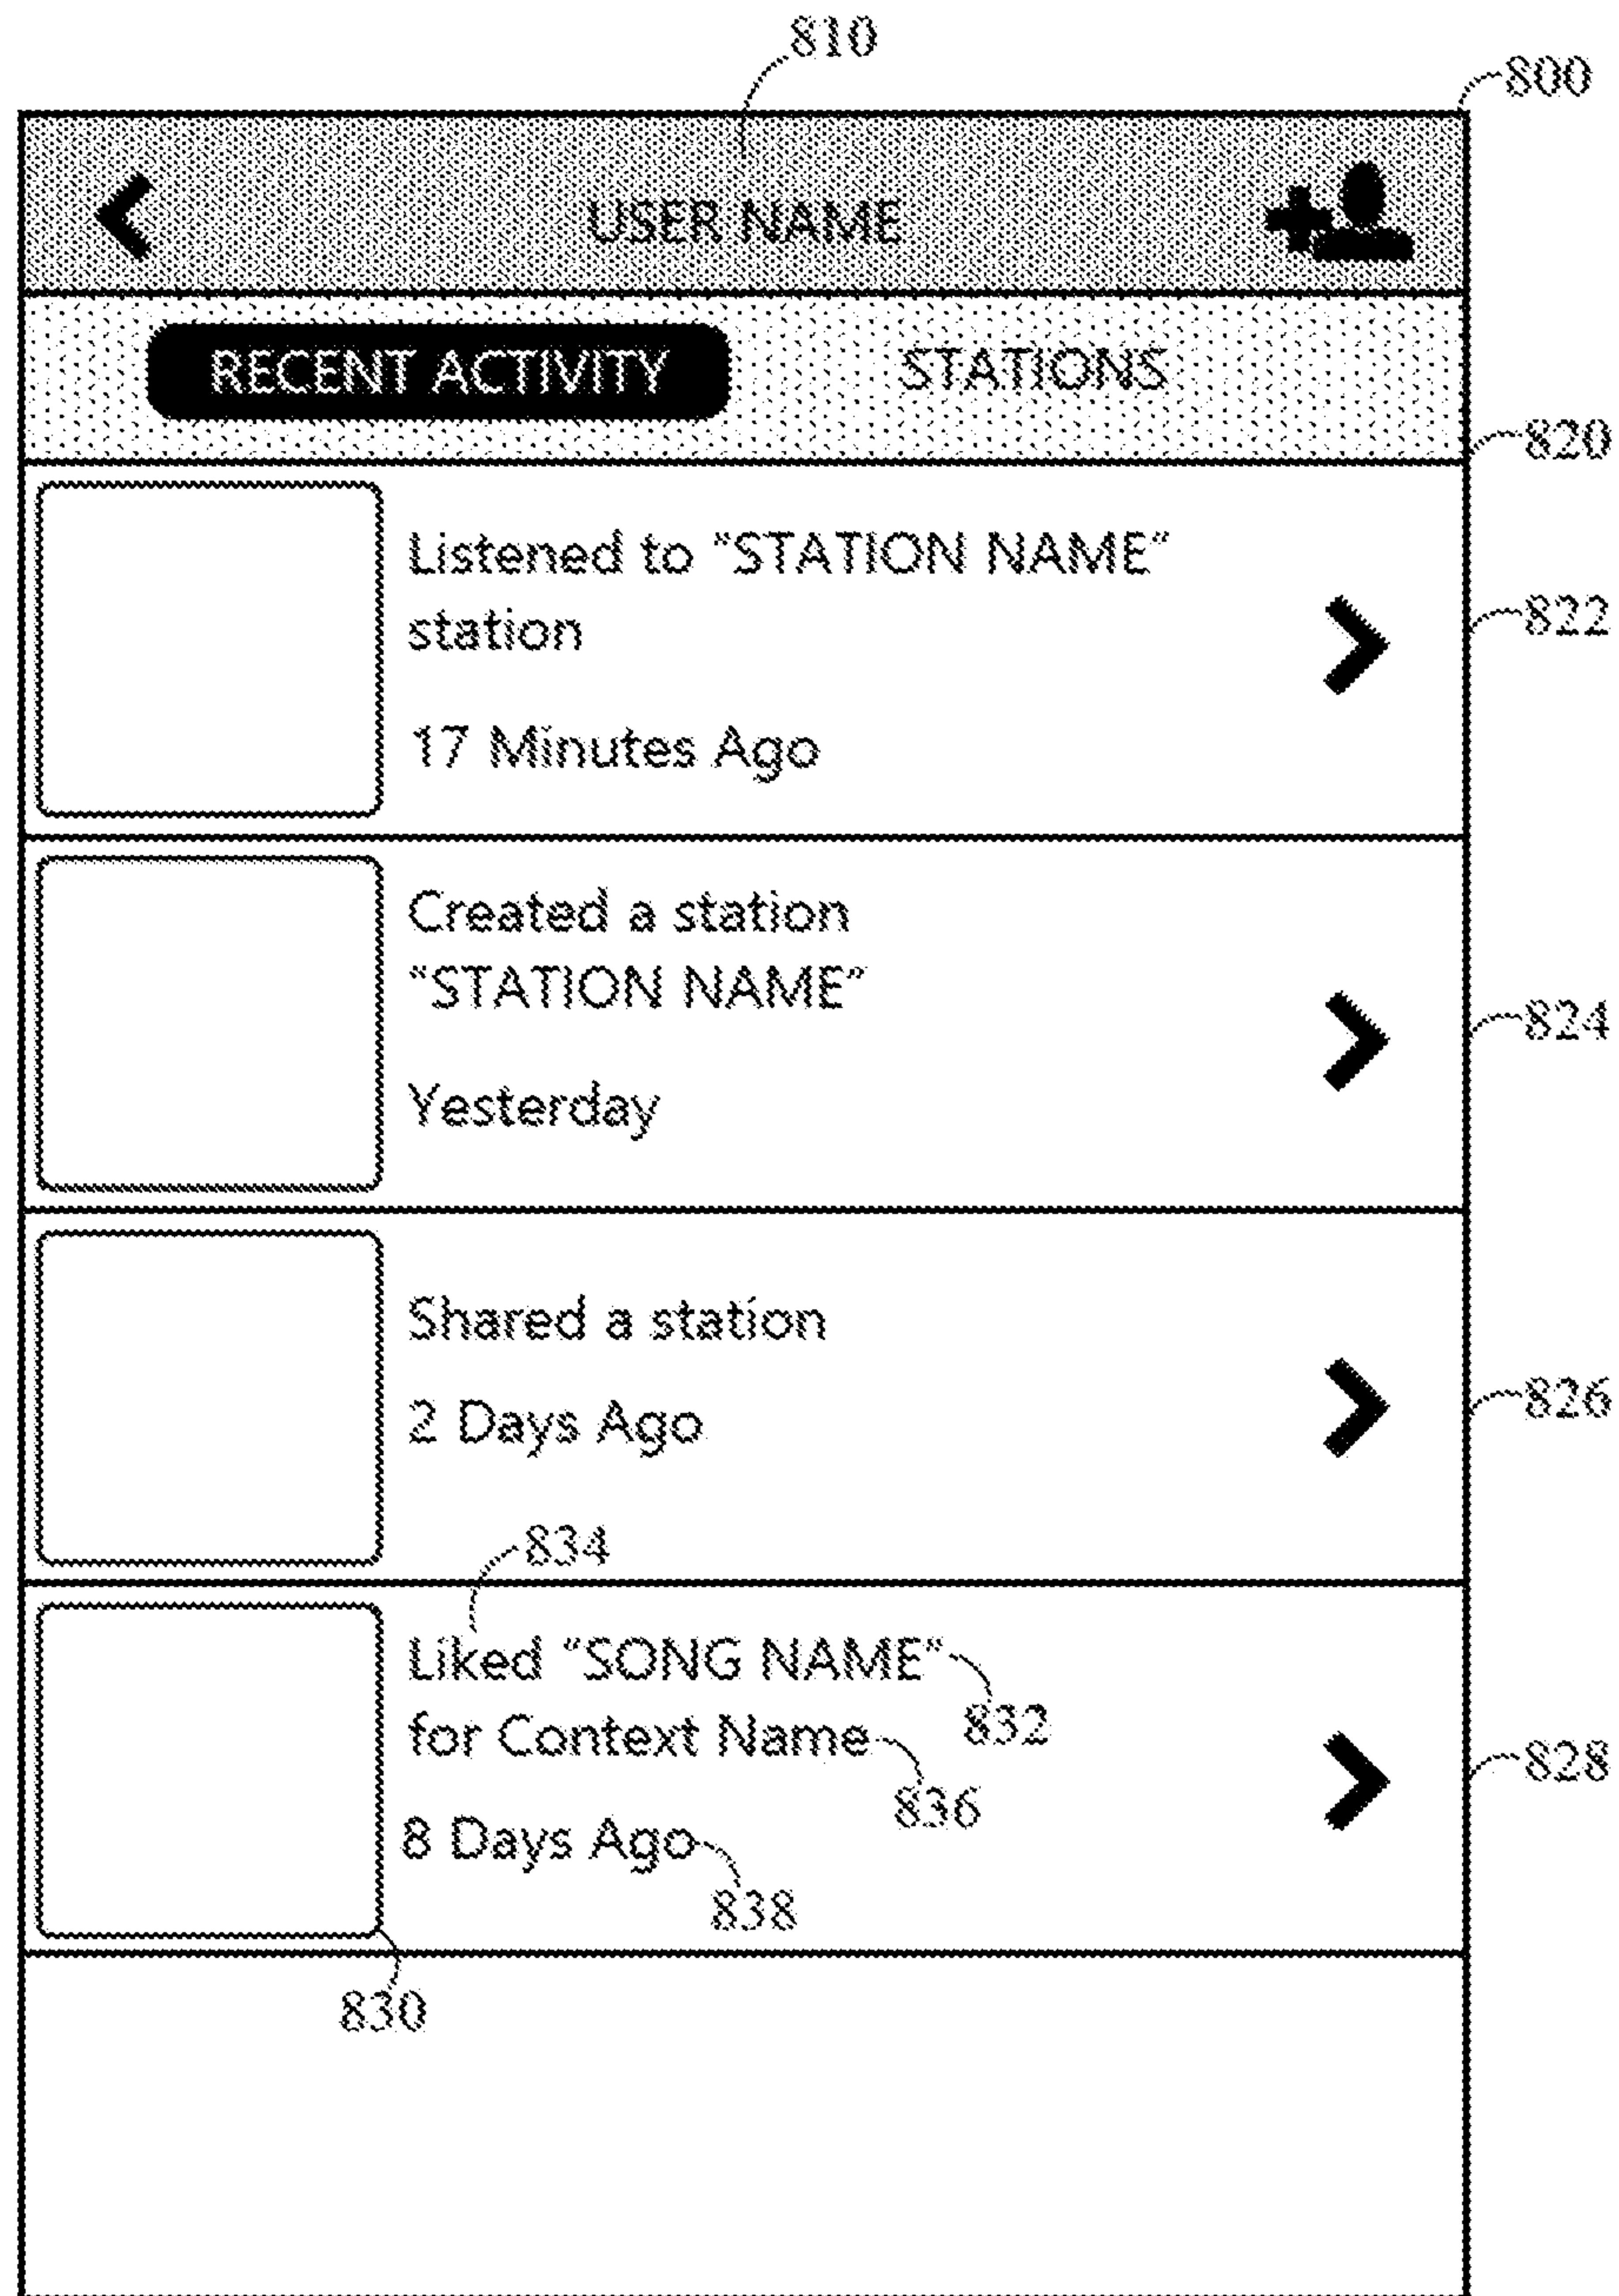 810
800
USER NAME
RECENT ACTIVITY
STATIONS
820
Listened to “STATION NAME”
station
822
17 Minutes Ago
Created a station
“STATION NAME”
824
Yesterday
Shared a station
826
2 Days Ago
834
Liked “SONG NAME”
832
for Context Name
828
836
8 Days Ago
838
830